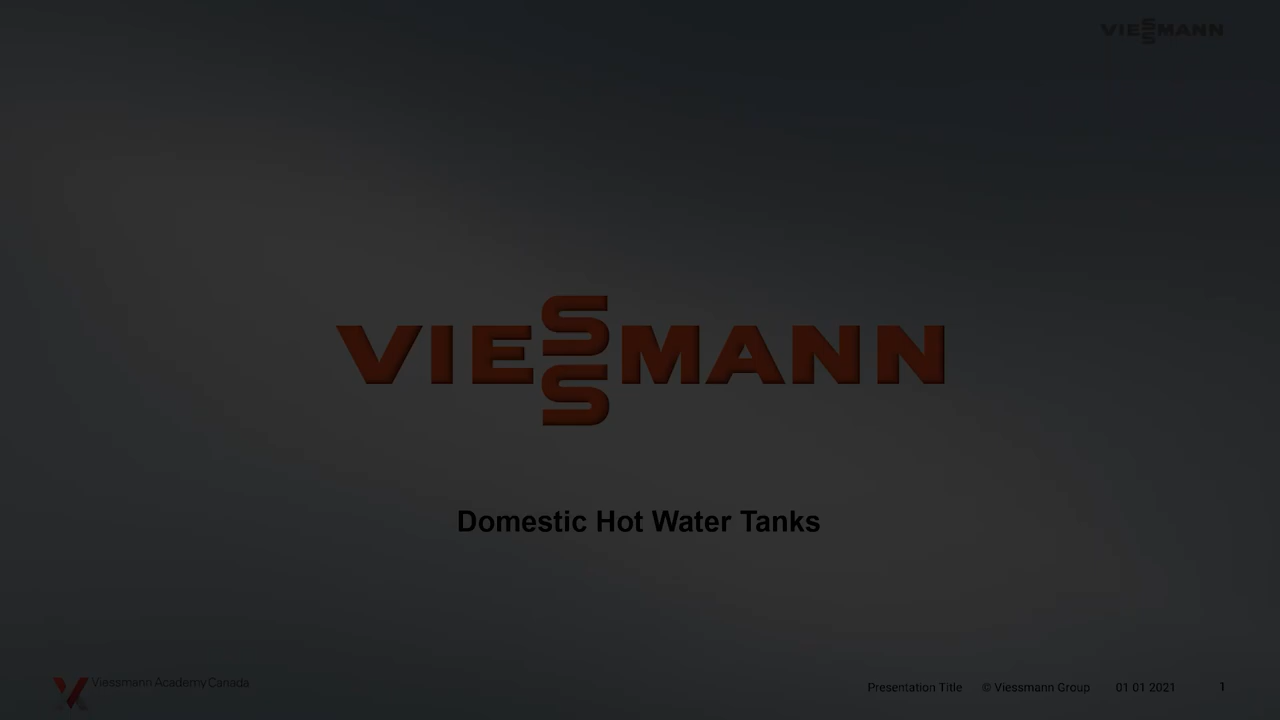 VIESSMANN
VIESSMANN
Domestic Hot Water Tanks
Viessmann Academy Canada
Presentation Title © Viessmann Group 01 01 2021 1